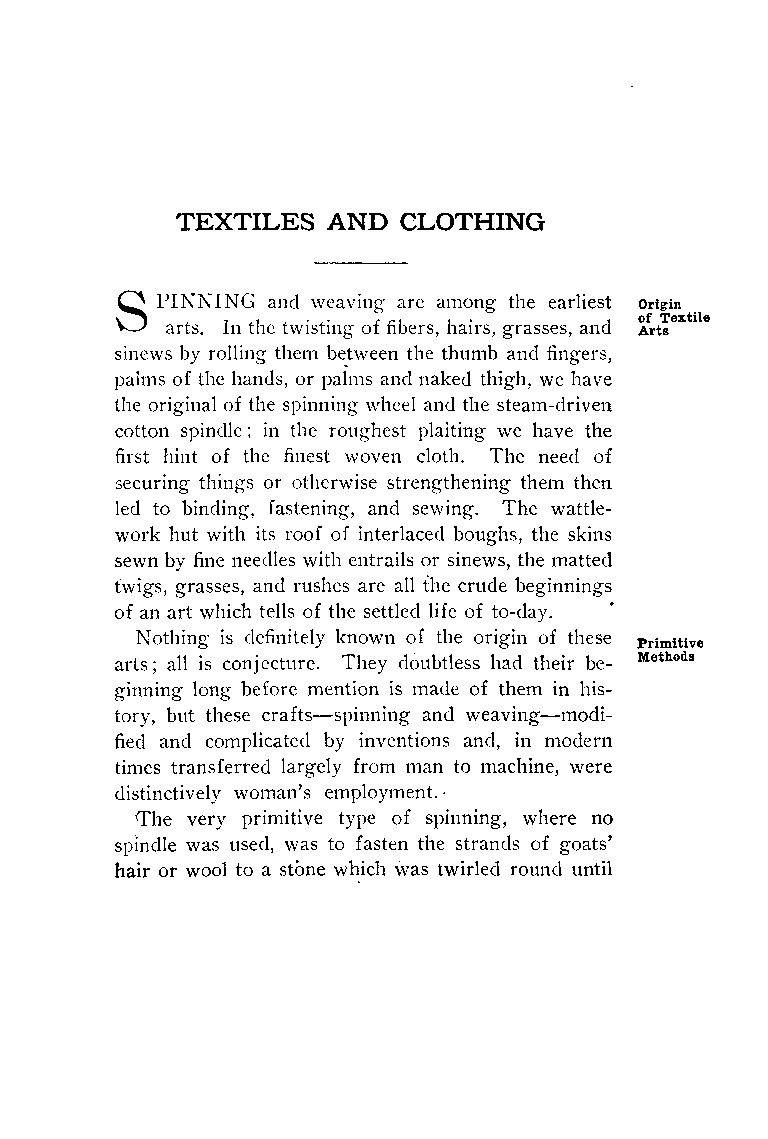 TEXTILES AND CLOTHING
SPINNING and weaving are among the earliest
arts. In the twisting of fibers, hairs, grasses, and
sinews by rolling them between the thumb and fingers,
palms of the hands, or palms and naked thigh, we have
the original of the spinning wheel and the steam-driven
cotton spindle; in the roughest plaiting we have the
first hint of the finest woven cloth. The need of
securing things or otherwise strengthening them then
led to binding, fastening, and sewing. The wattle-
work hut with its roof of interlaced boughs, the skins
sewn by fine needles with entrails or sinews, the matted
twigs, grasses, and rushes are all the crude beginnings
of an art which tells of the settled life of to-day.
Origin
of Textile
Arts
Nothing is definitely known of the origin of these
arts; all is conjecture. They doubtless had their be-
ginning long before mention is made of them in his-
tory, but these crafts—spinning and weaving—modi-
fied and complicated by inventions and, in modern
times transferred largely from man to machine, were
distinctively woman's employment.
Primitive
Methods
The very primitive type of spinning, where no
spindle was used, was to fasten the strands of goats'
hair or wool to a stone which was twirled round until